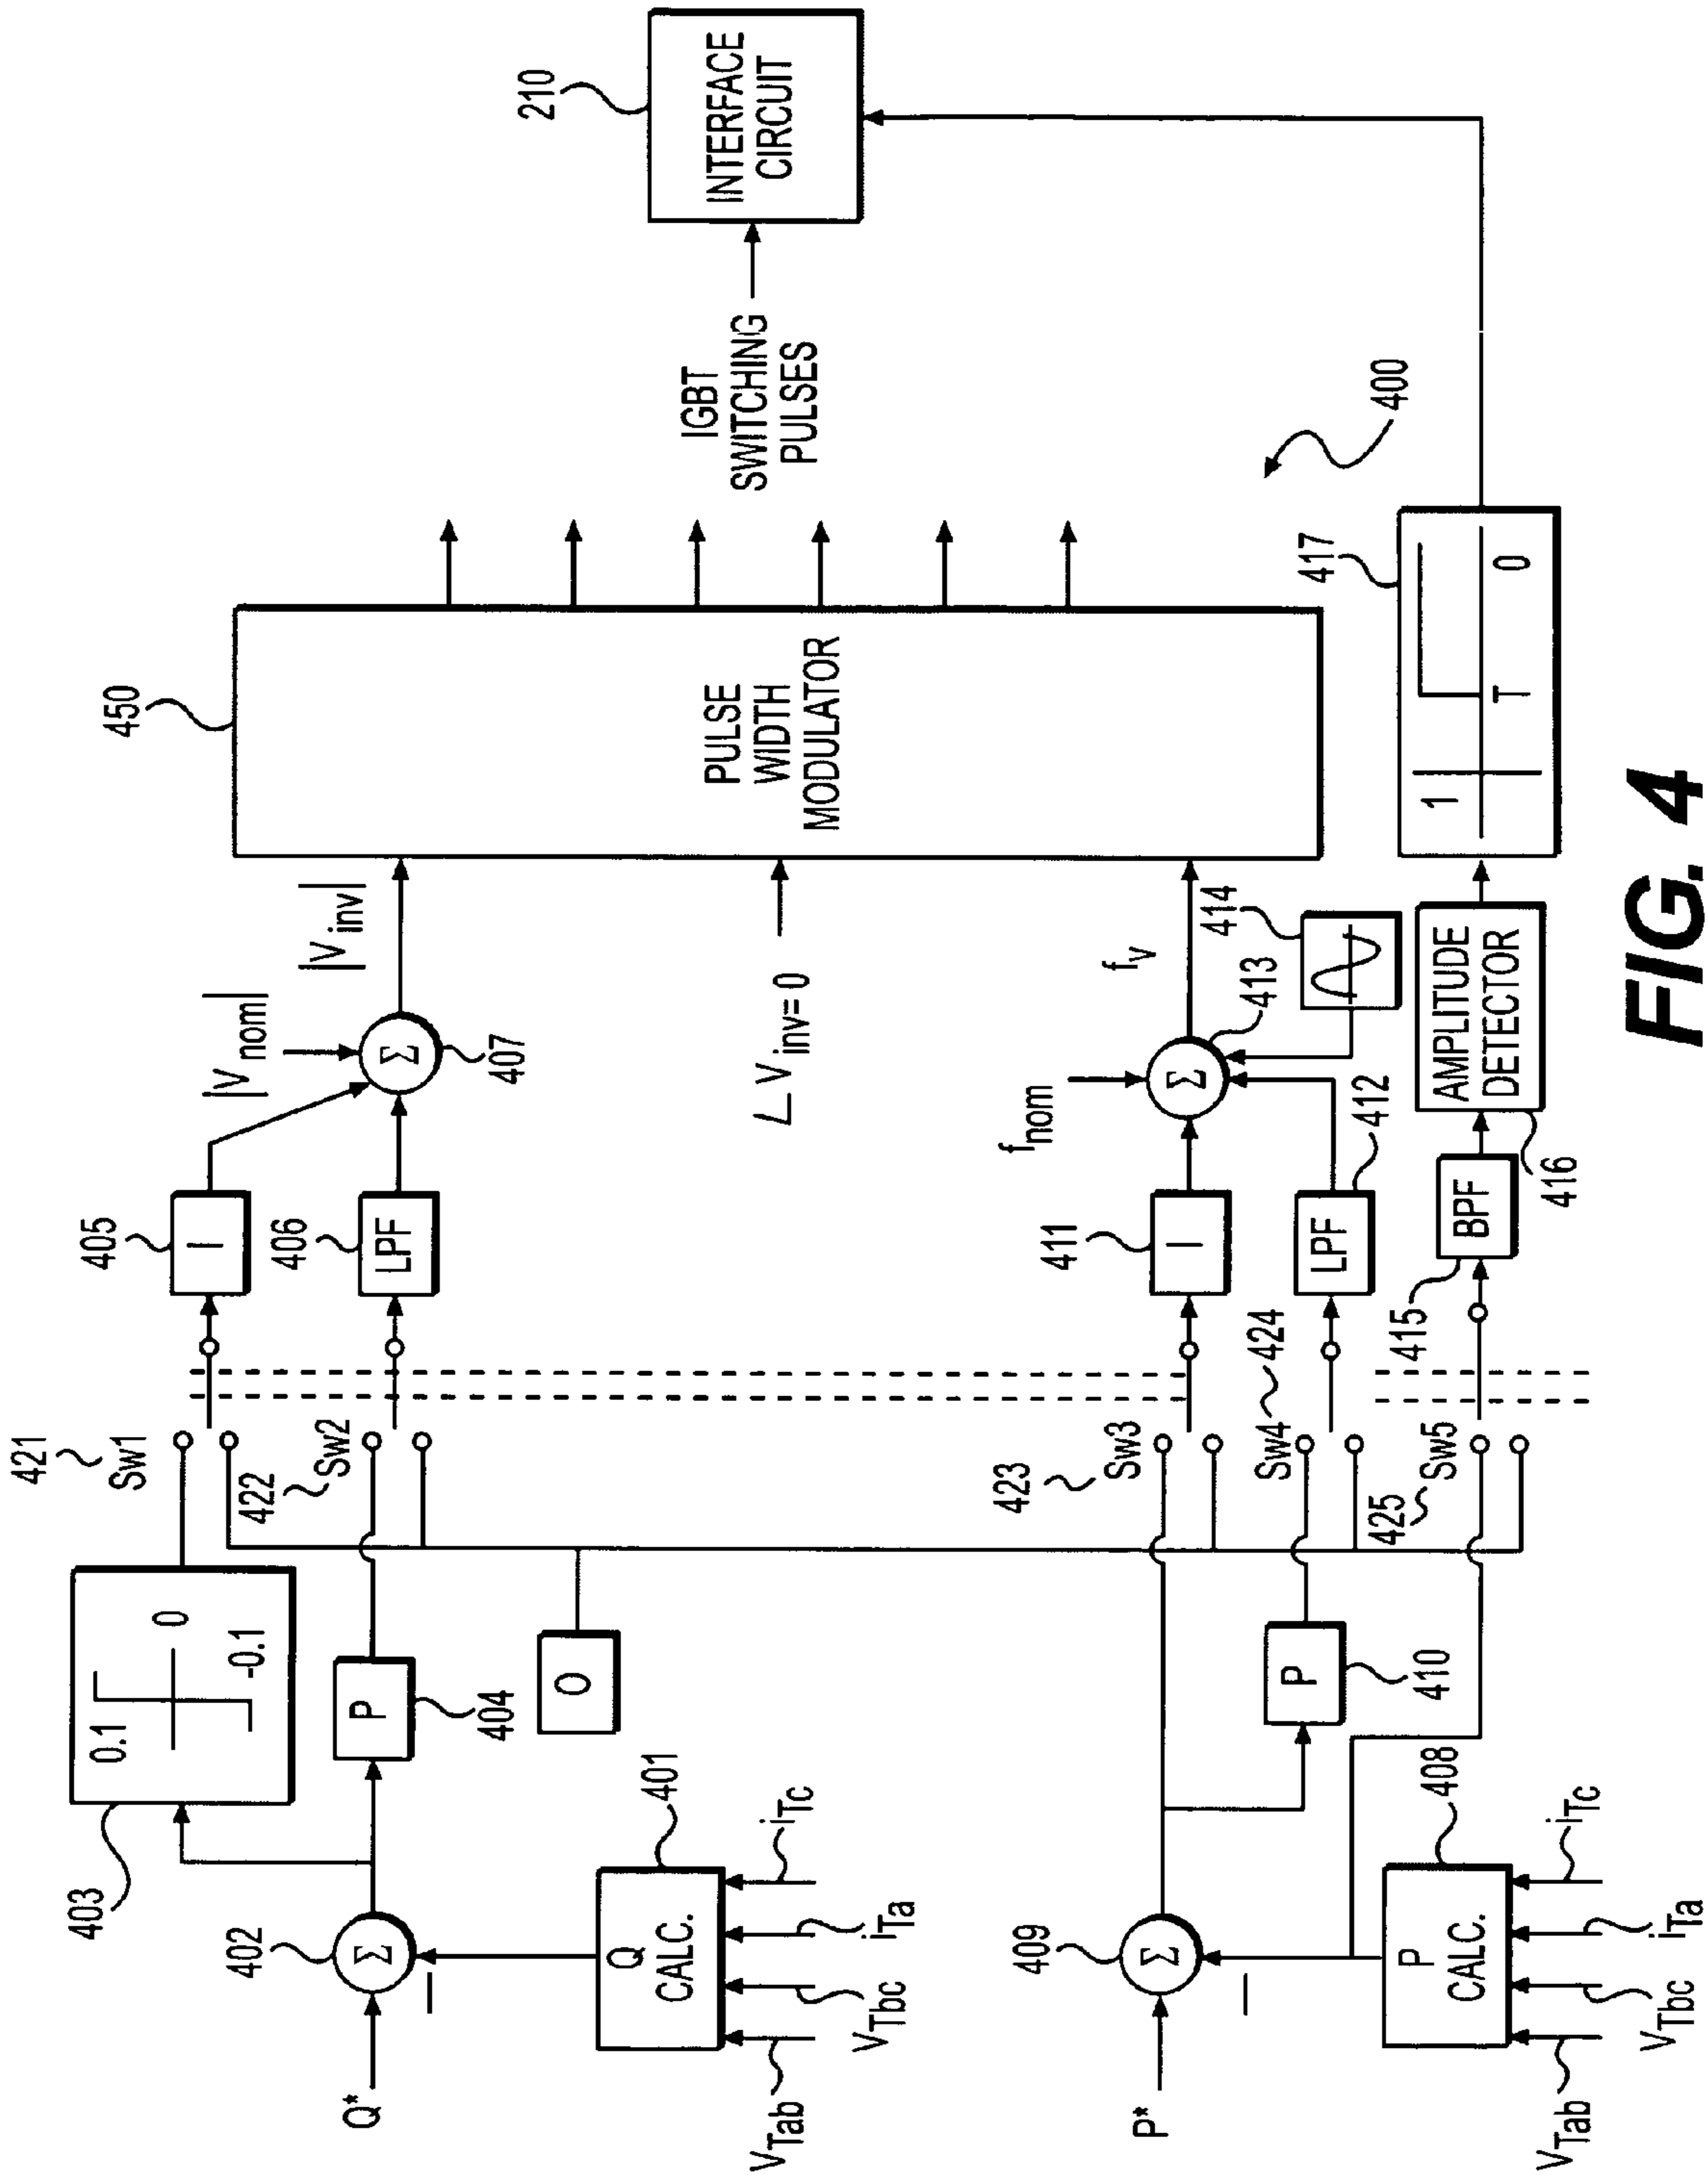 421
Sw1
403
0.1
0
-0.1
405
I
402
Σ
Q*
P
404
422
Sw2
406
LPF
|Vnom|
Σ
407
|Vinv|
450
PULSE
WIDTH
MODULATOR
IGBT
SWITCHING
PULSES
210
INTERFACE
CIRCUIT
Q
CALC.
401
VTab
VTbc
iTa
iTc
O
∠ Vinv= 0
409
Σ
P*
423
Sw3
411
I
fnom
Σ
413
fv
414
P
410
Sw4
424
LPF
412
P
CALC.
408
VTab
VTbc
iTa
iTc
425
Sw5
415
BPF
416
AMPLITUDE
DETECTOR
417
1
T
0
400
FIG. 4